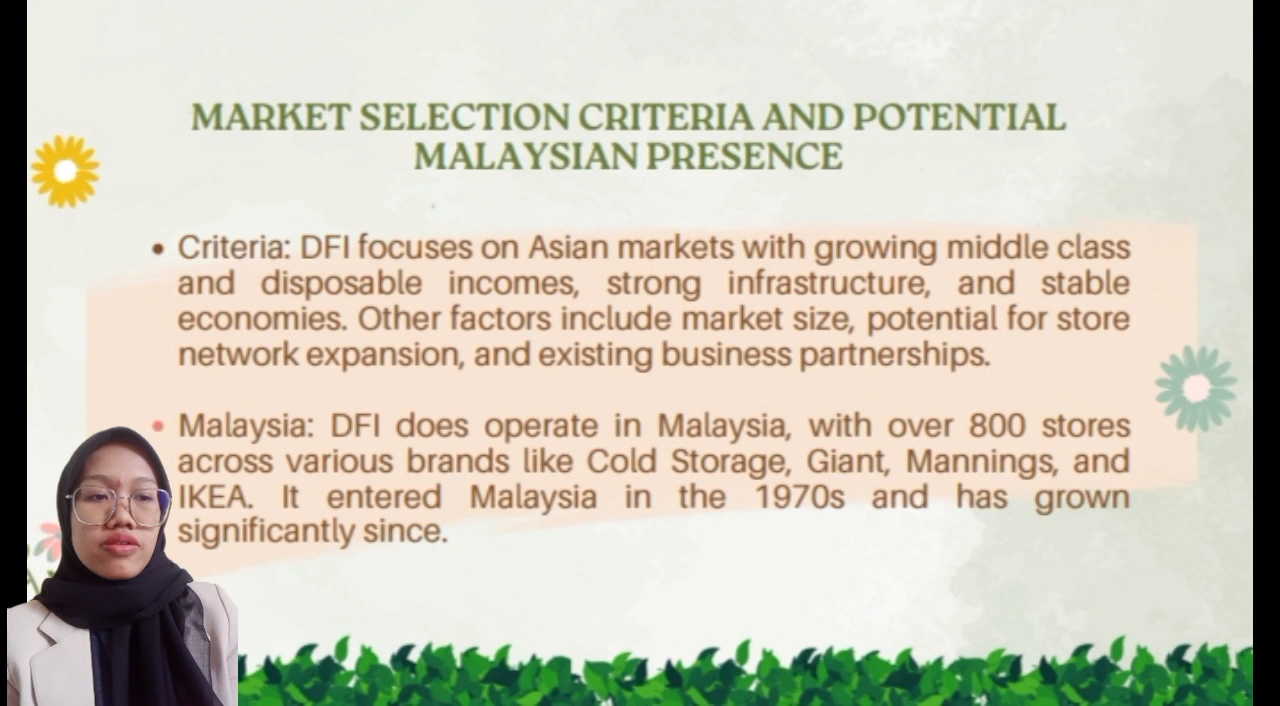 MARKET SELECTION CRITERIA AND POTENTIAL
MALAYSIAN PRESENCE
• Criteria: DFI focuses on Asian markets with growing middle class
and disposable incomes, strong infrastructure, and stable
economies. Other factors include market size, potential for store
network expansion, and existing business partnerships.
• Malaysia: DFI does operate in Malaysia, with over 800 stores
across various brands like Cold Storage, Giant, Mannings, and
IKEA. It entered Malaysia in the 1970s and has grown
significantly since.